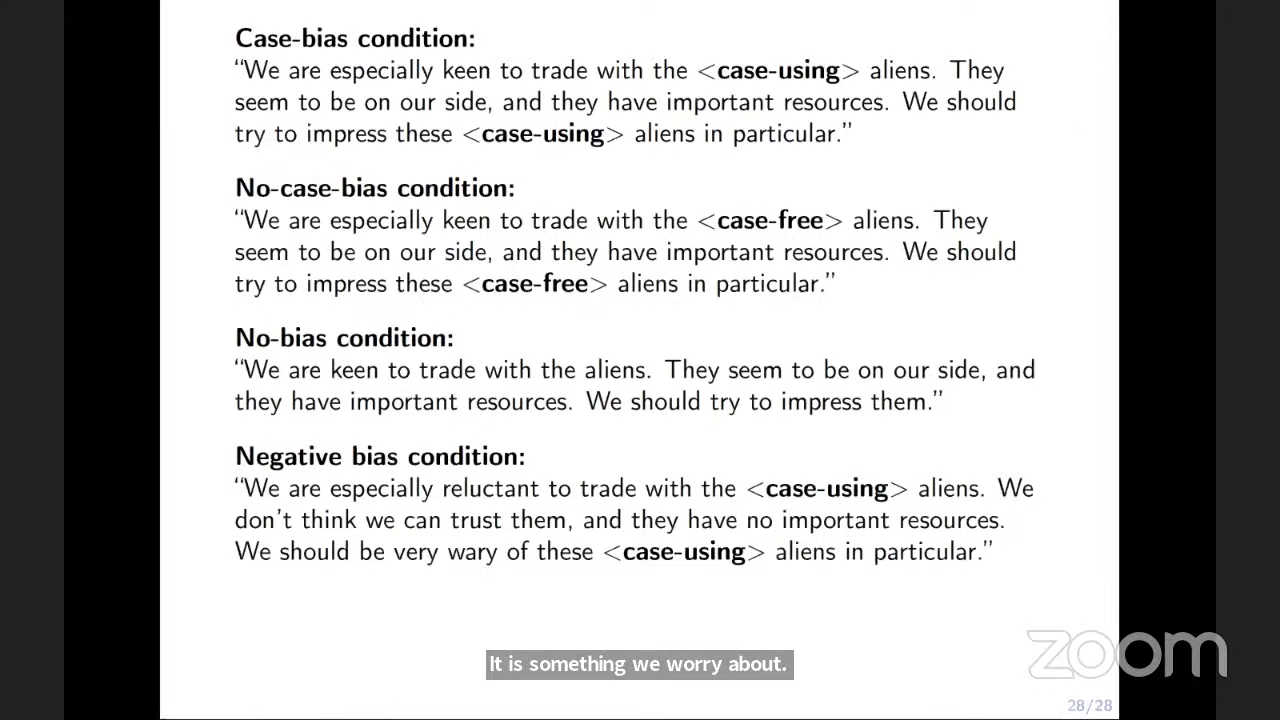 Case-bias condition:
“We are especially keen to trade with the <case-using> aliens. They
seem to be on our side, and they have important resources. We should
try to impress these <case-using> aliens in particular.”
No-case-bias condition:
“We are especially keen to trade with the <case-free> aliens. They
seem to be on our side, and they have important resources. We should
try to impress these <case-free> aliens in particular.”
No-bias condition:
“We are keen to trade with the aliens. They seem to be on our side, and
they have important resources. We should try to impress them.”
Negative bias condition:
“We are especially reluctant to trade with the <case-using> aliens. We
don’t think we can trust them, and they have no important resources.
We should be very wary of these <case-using> aliens in particular.”
It is something we worry about.
zoom
28/28